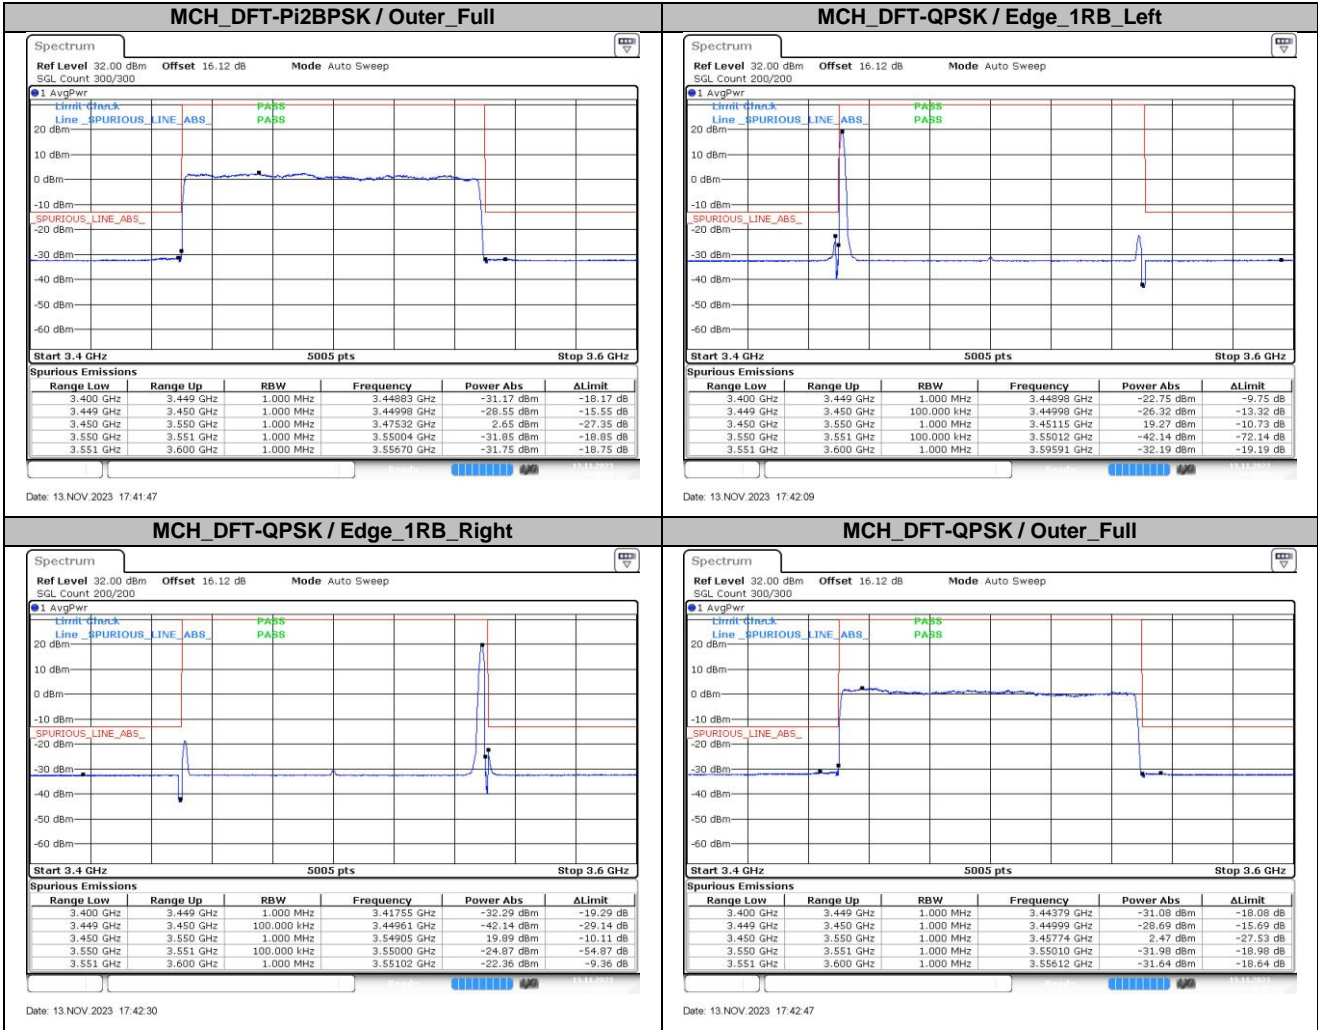 MCH_DFT-Pi2BPSK / Outer_Full
Spectrum
Ref Level 32.00 dBm Offset 16.12 dB Mode Auto Sweep
SGL Count 300/300
1 AvgPwr
Limit Check PASS
Line _SPURIOUS_LINE_ABS_ PASS
20 dBm
10 dBm
0 dBm
-10 dBm
_SPURIOUS_LINE_ABS_
-20 dBm
-30 dBm
-40 dBm
-50 dBm
-60 dBm
Start 3.4 GHz 5005 pts Stop 3.6 GHz
Spurious Emissions
Range Low Range Up RBW Frequency Power Abs ΔLimit
3.400 GHz 3.449 GHz 1.000 MHz 3.44883 GHz -31.17 dBm -18.17 dB
3.449 GHz 3.450 GHz 1.000 MHz 3.44998 GHz -28.55 dBm -15.55 dB
3.450 GHz 3.550 GHz 1.000 MHz 3.47532 GHz 2.65 dBm -27.35 dB
3.550 GHz 3.551 GHz 1.000 MHz 3.55004 GHz -31.85 dBm -18.85 dB
3.551 GHz 3.600 GHz 1.000 MHz 3.55670 GHz -31.75 dBm -18.75 dB
Date: 13.NOV.2023 17:41:47
MCH_DFT-QPSK / Edge_1RB_Left
Spectrum
Ref Level 32.00 dBm Offset 16.12 dB Mode Auto Sweep
SGL Count 200/200
1 AvgPwr
Limit Check PASS
Line _SPURIOUS_LINE_ABS_ PASS
20 dBm
10 dBm
0 dBm
-10 dBm
_SPURIOUS_LINE_ABS_
-20 dBm
-30 dBm
-40 dBm
-50 dBm
-60 dBm
Start 3.4 GHz 5005 pts Stop 3.6 GHz
Spurious Emissions
Range Low Range Up RBW Frequency Power Abs ΔLimit
3.400 GHz 3.449 GHz 1.000 MHz 3.44898 GHz -22.75 dBm -9.75 dB
3.449 GHz 3.450 GHz 100.000 kHz 3.44998 GHz -26.32 dBm -13.32 dB
3.450 GHz 3.550 GHz 1.000 MHz 3.45115 GHz 19.27 dBm -10.73 dB
3.550 GHz 3.551 GHz 100.000 kHz 3.55012 GHz -42.14 dBm -72.14 dB
3.551 GHz 3.600 GHz 1.000 MHz 3.59591 GHz -32.19 dBm -19.19 dB
Date: 13.NOV.2023 17:42:09
MCH_DFT-QPSK / Edge_1RB_Right
Spectrum
Ref Level 32.00 dBm Offset 16.12 dB Mode Auto Sweep
SGL Count 200/200
1 AvgPwr
Limit Check PASS
Line _SPURIOUS_LINE_ABS_ PASS
20 dBm
10 dBm
0 dBm
-10 dBm
_SPURIOUS_LINE_ABS_
-20 dBm
-30 dBm
-40 dBm
-50 dBm
-60 dBm
Start 3.4 GHz 5005 pts Stop 3.6 GHz
Spurious Emissions
Range Low Range Up RBW Frequency Power Abs ΔLimit
3.400 GHz 3.449 GHz 1.000 MHz 3.41755 GHz -32.29 dBm -19.29 dB
3.449 GHz 3.450 GHz 100.000 kHz 3.44961 GHz -42.14 dBm -29.14 dB
3.450 GHz 3.550 GHz 1.000 MHz 3.54905 GHz 19.89 dBm -10.11 dB
3.550 GHz 3.551 GHz 100.000 kHz 3.55000 GHz -24.87 dBm -54.87 dB
3.551 GHz 3.600 GHz 1.000 MHz 3.55102 GHz -22.36 dBm -9.36 dB
Date: 13.NOV.2023 17:42:30
MCH_DFT-QPSK / Outer_Full
Spectrum
Ref Level 32.00 dBm Offset 16.12 dB Mode Auto Sweep
SGL Count 300/300
1 AvgPwr
Limit Check PASS
Line _SPURIOUS_LINE_ABS_ PASS
20 dBm
10 dBm
0 dBm
-10 dBm
_SPURIOUS_LINE_ABS_
-20 dBm
-30 dBm
-40 dBm
-50 dBm
-60 dBm
Start 3.4 GHz 5005 pts Stop 3.6 GHz
Spurious Emissions
Range Low Range Up RBW Frequency Power Abs ΔLimit
3.400 GHz 3.449 GHz 1.000 MHz 3.44379 GHz -31.08 dBm -18.08 dB
3.449 GHz 3.450 GHz 1.000 MHz 3.44999 GHz -28.69 dBm -15.69 dB
3.450 GHz 3.550 GHz 1.000 MHz 3.45774 GHz 2.47 dBm -27.53 dB
3.550 GHz 3.551 GHz 1.000 MHz 3.55010 GHz -31.98 dBm -18.98 dB
3.551 GHz 3.600 GHz 1.000 MHz 3.55612 GHz -31.64 dBm -18.64 dB
Date: 13.NOV.2023 17:42:47